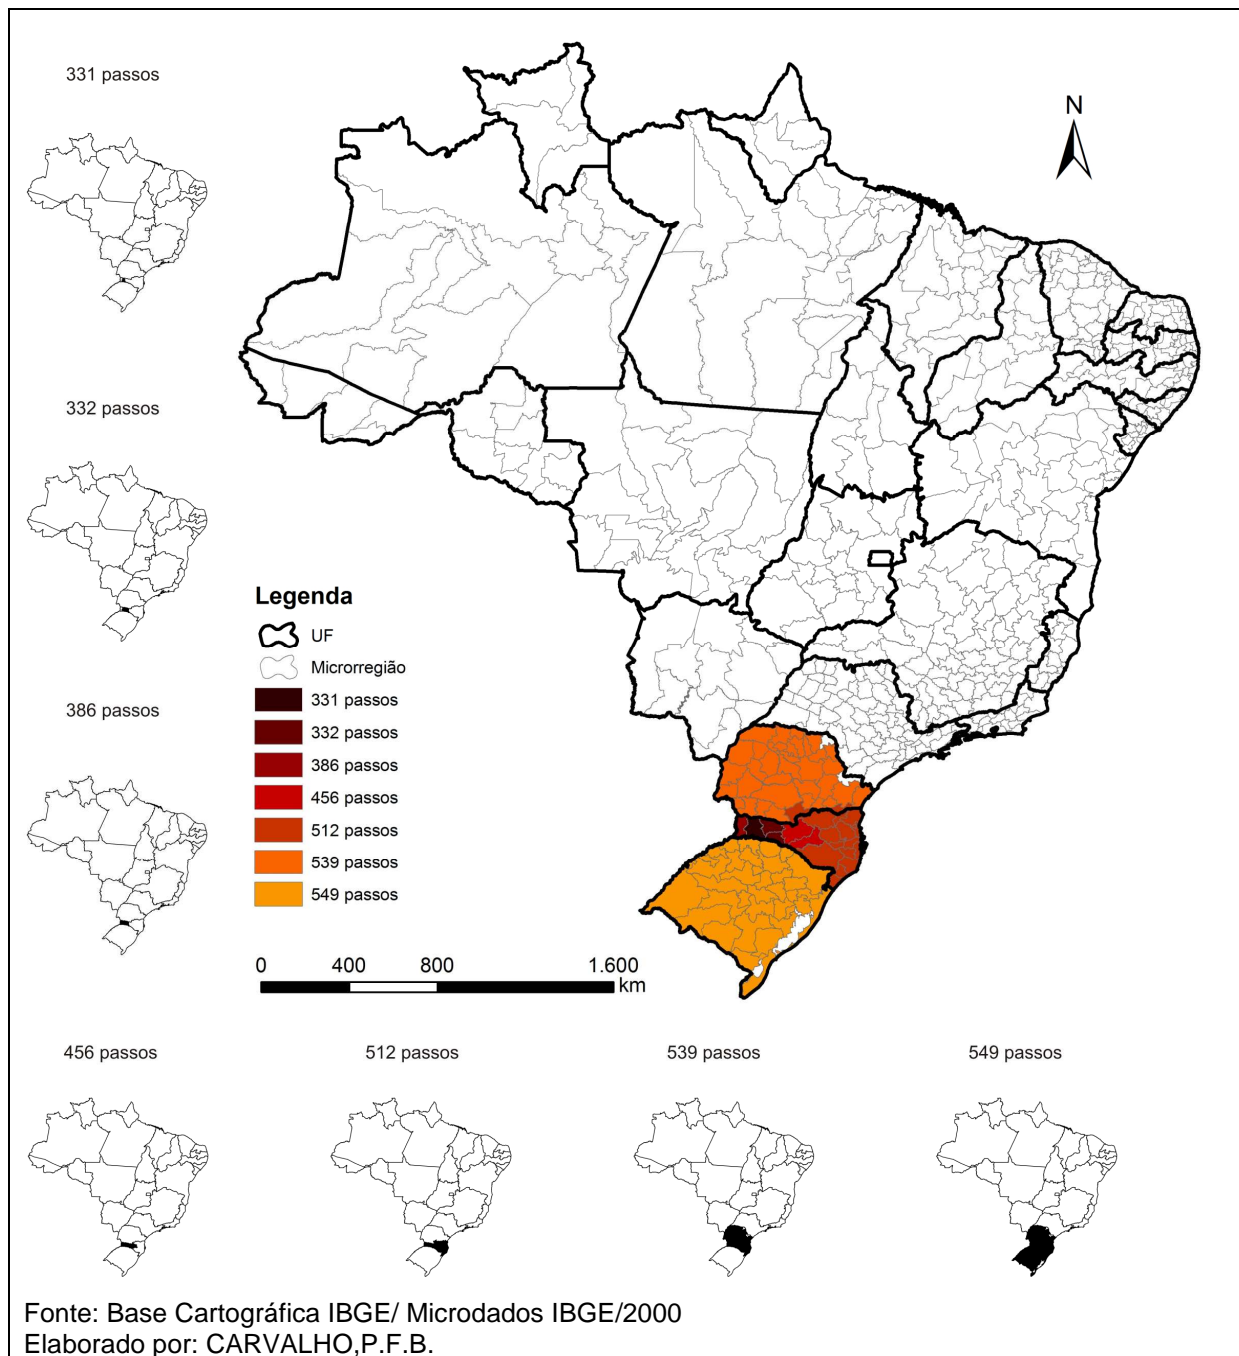 331 passos
N
332 passos
386 passos
Legenda
UF
Microrregião
331 passos
332 passos
386 passos
456 passos
512 passos
539 passos
549 passos
0 400 800 1.600
km
456 passos 512 passos 539 passos 549 passos
Fonte: Base Cartográfica IBGE/ Microdados IBGE/2000
Elaborado por: CARVALHO,P.F.B.